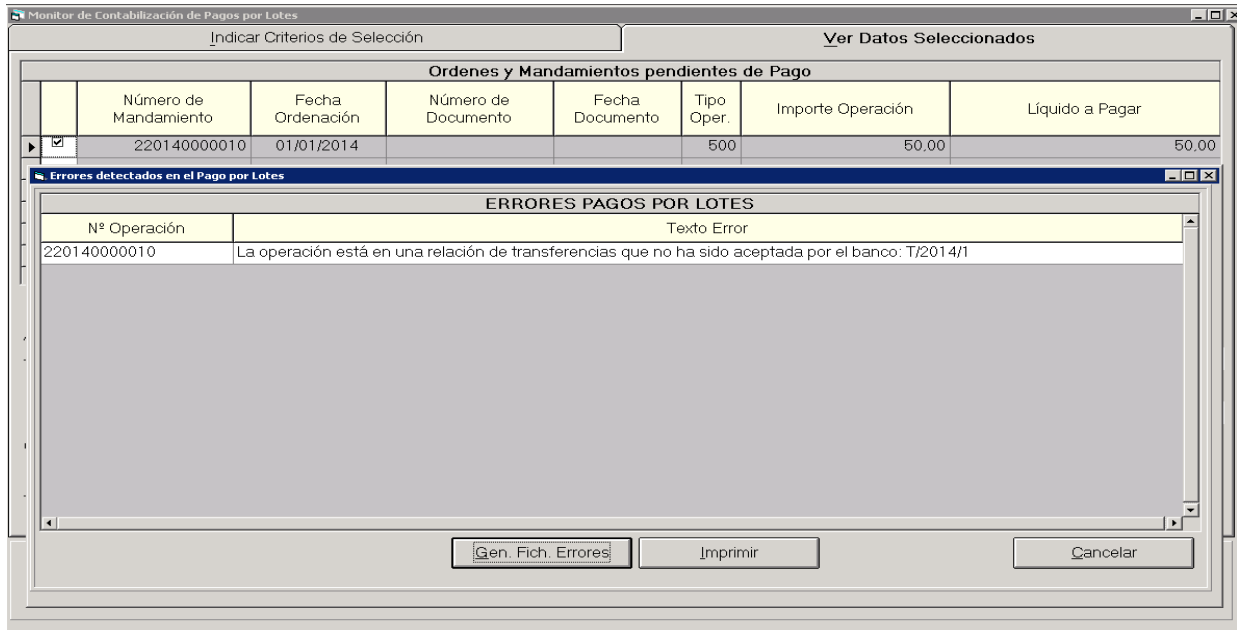 Monitor de Contabilización de Pagos por Lotes
Indicar Criterios de Selección
Ver Datos Seleccionados
Ordenes y Mandamientos pendientes de Pago
Número de Mandamiento Fecha Ordenación Número de Documento Fecha Documento Tipo Oper. Importe Operación Líquido a Pagar
220140000010 01/01/2014 500 50,00 50,00
Errores detectados en el Pago por Lotes
ERRORES PAGOS POR LOTES
Nº Operación Texto Error
220140000010 La operación está en una relación de transferencias que no ha sido aceptada por el banco: T/2014/1
Gen. Fich. Errores Imprimir Cancelar